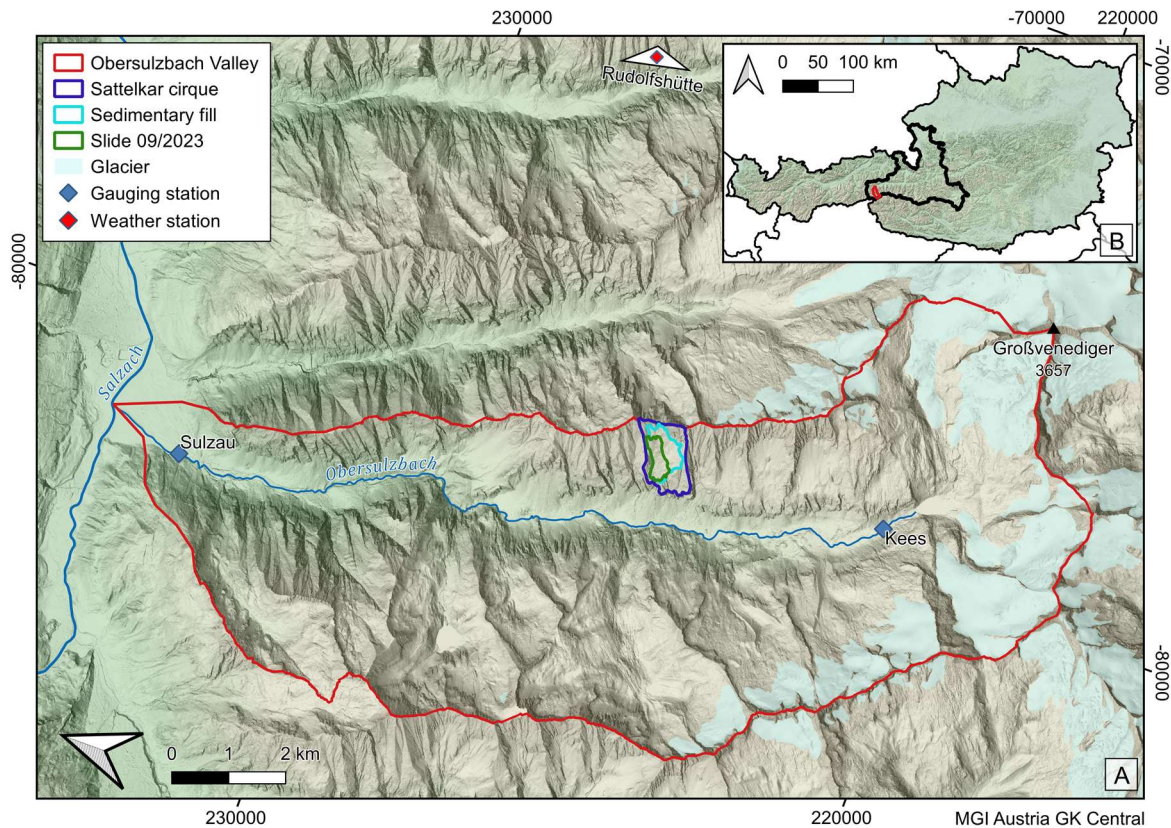 230000
-70000
220000
-70000
Obersulzbach Valley
Sattelkar cirque
Sedimentary fill
Slide 09/2023
Glacier
Gauging station
Weather station
Rudolfshütte
0 50 100 km
B
-80000
Großvenediger
3657
Salzach
Sulzau
Obersulzbach
Kees
-80000
0 1 2 km
A
230000
220000
MGI Austria GK Central